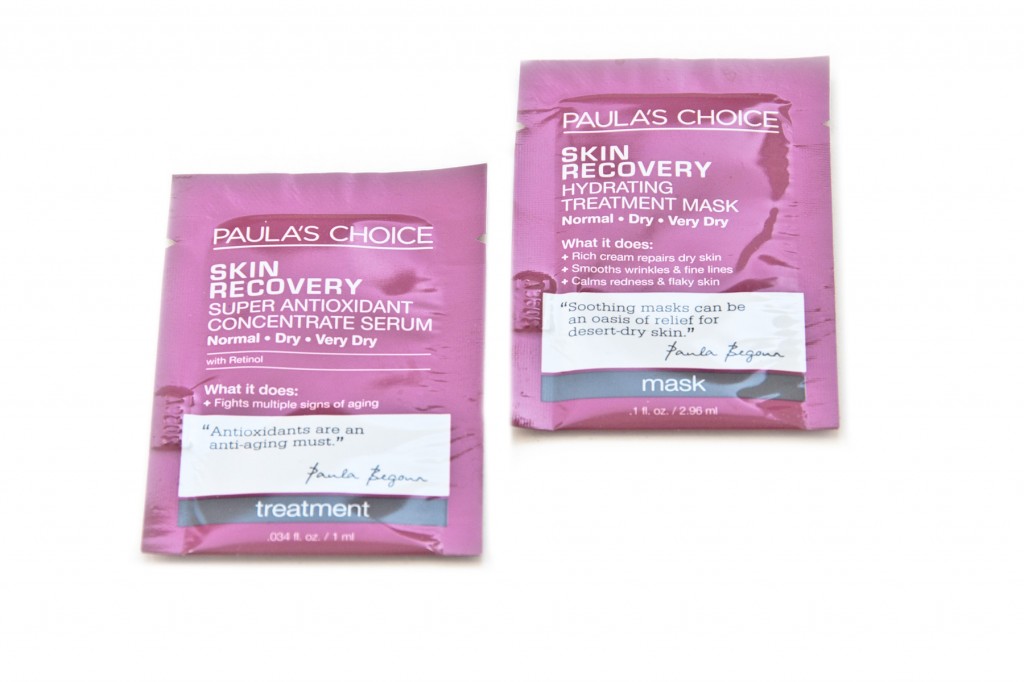 PAULA'S CHOICE
SKIN
RECOVERY
SUPER ANTIOXIDANT
CONCENTRATE SERUM
Normal • Dry • Very Dry
with Retinol
What it does:
+ Fights multiple signs of aging
“Antioxidants are an
anti-aging must.”
Paula Begoun
treatment
.034 fl. oz. / 1 ml
PAULA'S CHOICE
SKIN
RECOVERY
HYDRATING
TREATMENT MASK
Normal • Dry • Very Dry
What it does:
+ Rich cream repairs dry skin
+ Smooths wrinkles & fine lines
+ Calms redness & flaky skin
“Soothing masks can be
an oasis of relief for
desert-dry skin.”
Paula Begoun
mask
.1 fl. oz. / 2.96 ml